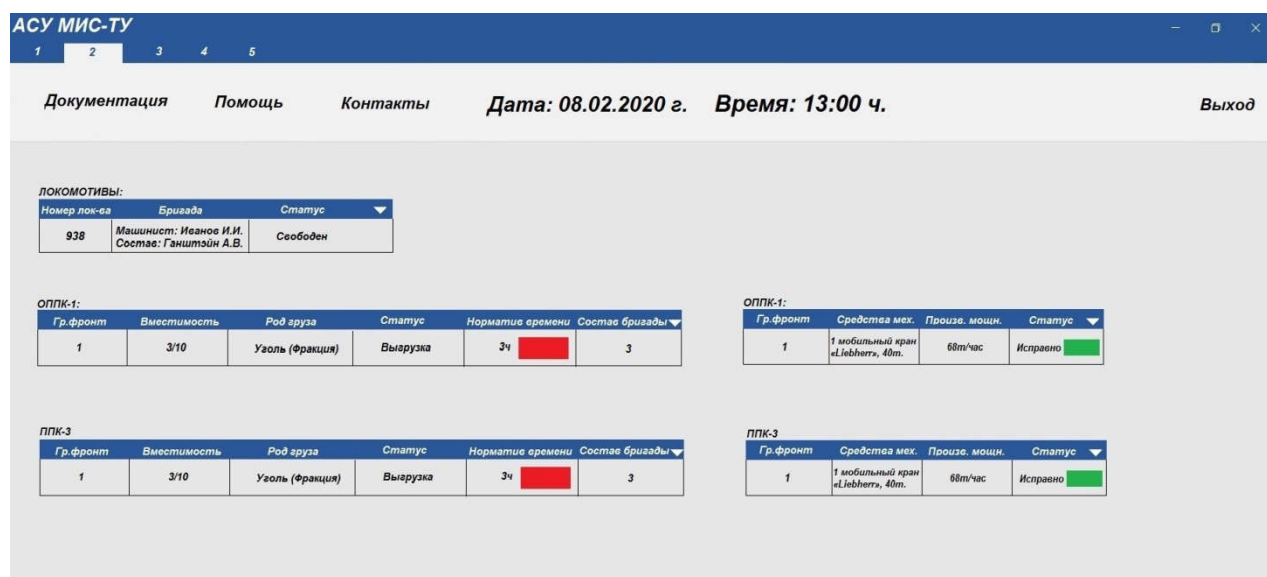 АСУ МИС-ТУ
1 2 3 4 5
Документация Помощь Контакты Дата: 08.02.2020 г. Время: 13:00 ч. Выход
ЛОКОМОТИВЫ:
Номер лок-ва Бригада Статус
938 Машинист: Иванов И.И. Свободен
Состав: Ганштэйн А.В.
ОППК-1:
Гр.фронт Вместимость Род груза Статус Норматив времени Состав бригады
1 3/10 Уголь (Фракция) Выгрузка 3ч 3
ОППК-1:
Гр.фронт Средства мех. Произв. мощн. Статус
1 1 мобильный кран 68т/час Исправно
«Liebherr», 40т.
ППК-3
Гр.фронт Вместимость Род груза Статус Норматив времени Состав бригады
1 3/10 Уголь (Фракция) Выгрузка 3ч 3
ППК-3
Гр.фронт Средства мех. Произв. мощн. Статус
1 1 мобильный кран 68т/час Исправно
«Liebherr», 40т.